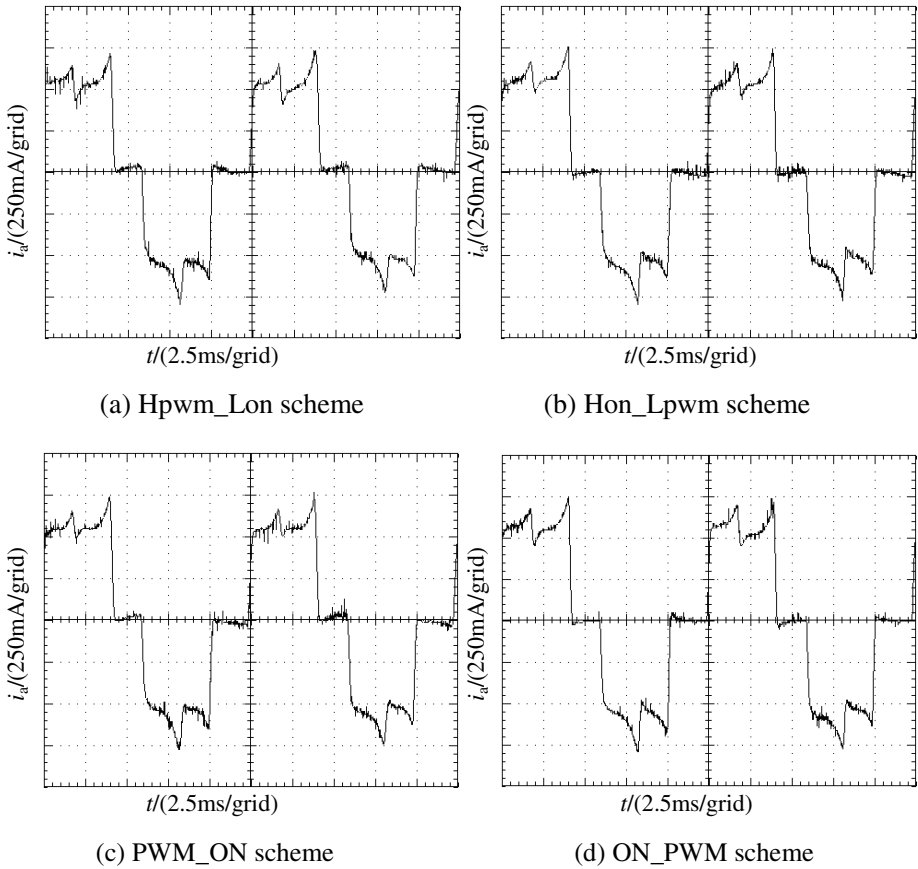 iₐ/(250mA/grid)
t/(2.5ms/grid)
(a) Hpwm_Lon scheme
iₐ/(250mA/grid)
t/(2.5ms/grid)
(b) Hon_Lpwm scheme
iₐ/(250mA/grid)
t/(2.5ms/grid)
(c) PWM_ON scheme
iₐ/(250mA/grid)
t/(2.5ms/grid)
(d) ON_PWM scheme